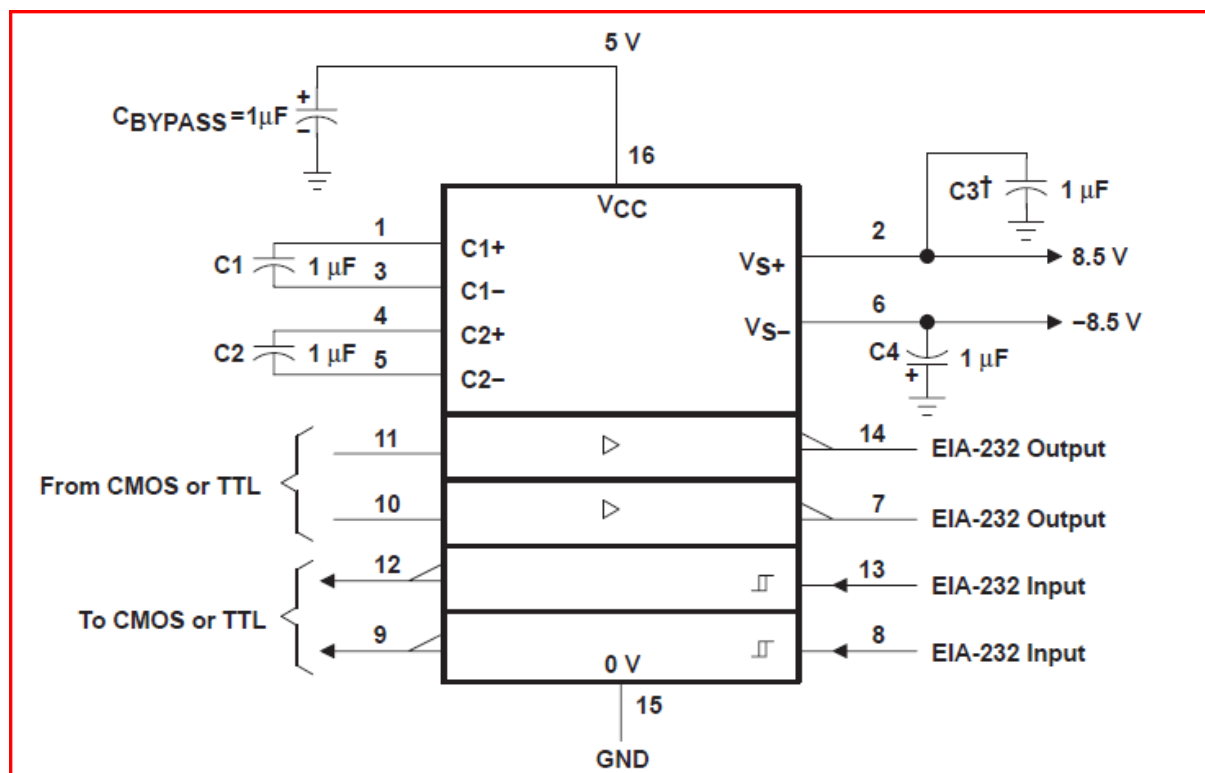 5 V
CBYPASS =1µF
+
–
16
VCC
C3†
1 µF
1
C1+
2
VS+
8.5 V
C1
1 µF
3
C1–
4
C2+
6
VS–
–8.5 V
C2
1 µF
5
C2–
C4
+
1 µF
11
14
EIA-232 Output
From CMOS or TTL
10
7
EIA-232 Output
12
13
EIA-232 Input
To CMOS or TTL
9
8
EIA-232 Input
0 V
15
GND